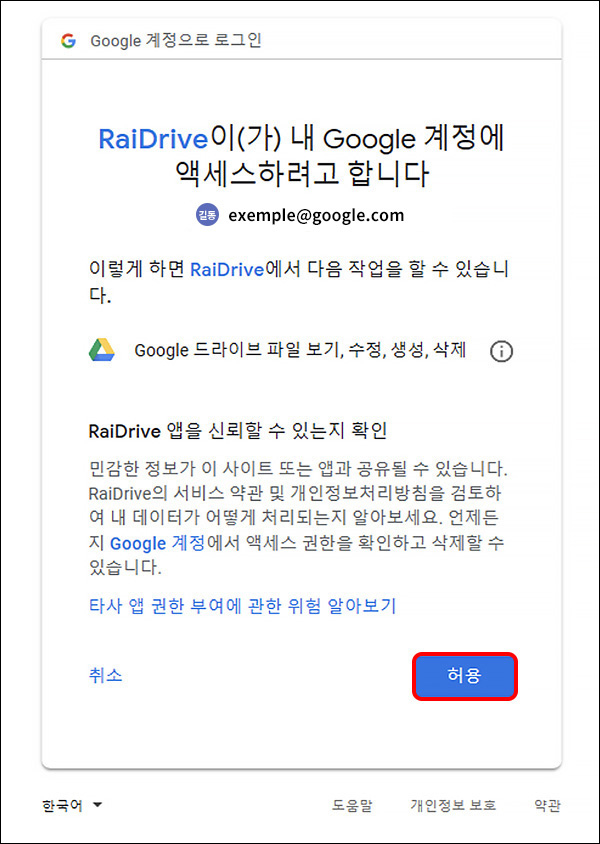 Google 계정으로 로그인
RaiDrive이(가) 내 Google 계정에
액세스하려고 합니다
길동 exemple@google.com
이렇게 하면 RaiDrive에서 다음 작업을 할 수 있습니
다.
Google 드라이브 파일 보기, 수정, 생성, 삭제
RaiDrive 앱을 신뢰할 수 있는지 확인
민감한 정보가 이 사이트 또는 앱과 공유될 수 있습니다.
RaiDrive의 서비스 약관 및 개인정보처리방침을 검토하
여 내 데이터가 어떻게 처리되는지 알아보세요. 언제든
지 Google 계정에서 액세스 권한을 확인하고 삭제할 수
있습니다.
타사 앱 권한 부여에 관한 위험 알아보기
취소 허용
한국어 도움말 개인정보 보호 약관